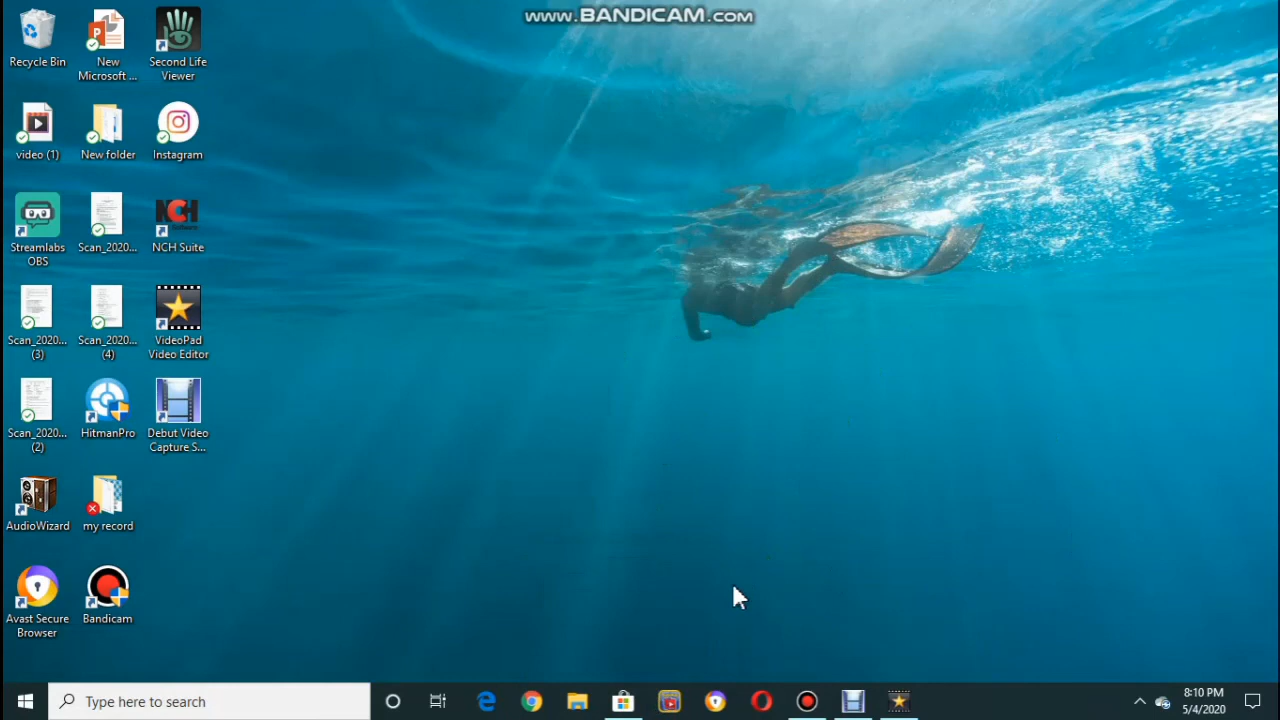 www.BANDICAM.com
Recycle Bin
New
Microsoft ...
Second Life
Viewer
video (1)
New folder
Instagram
Streamlabs
OBS
Scan_2020...
NCH
NCH Suite
Scan_2020...
(3)
Scan_2020...
(4)
VideoPad
Video Editor
Scan_2020...
(2)
HitmanPro
Debut Video
Capture S...
AudioWizard
my record
Avast Secure
Browser
Bandicam
Type here to search
8:10 PM
5/4/2020